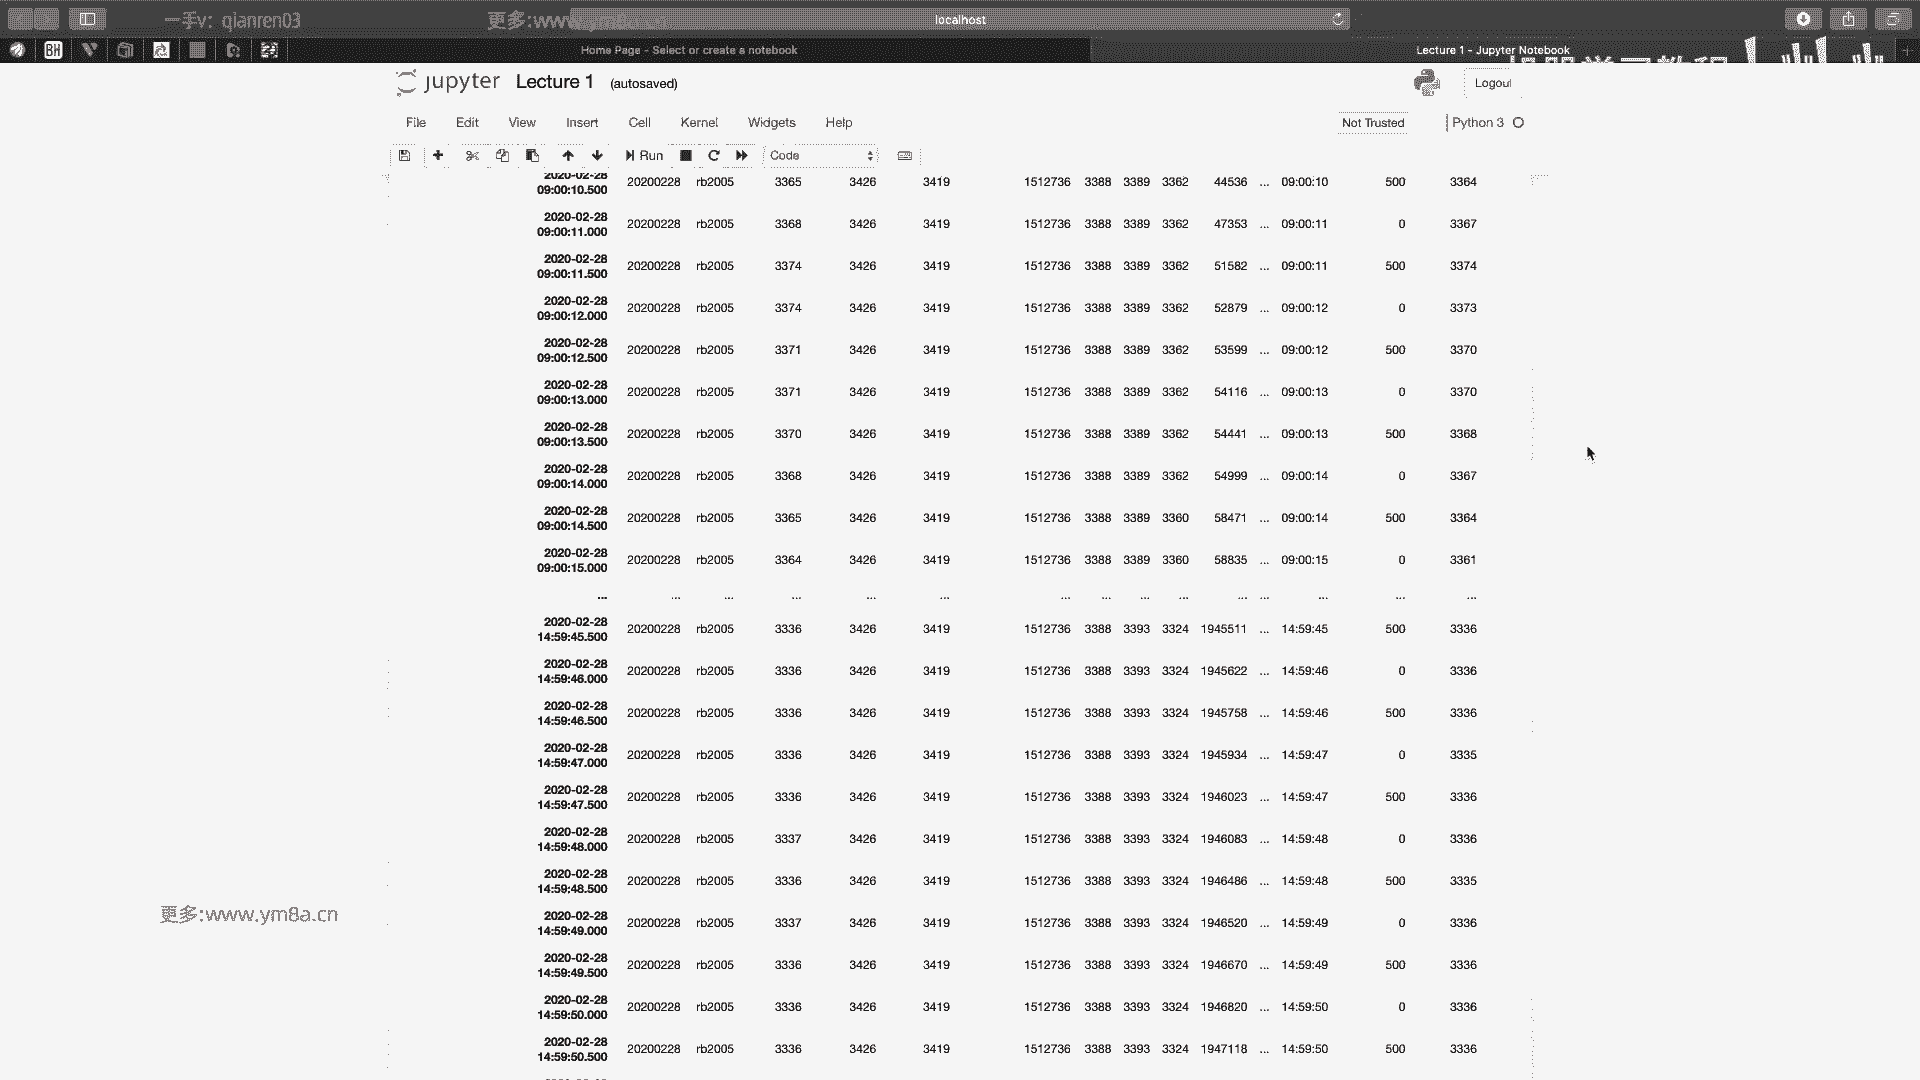 一手v: qianren03 更多:www.ym8a.cn localhost
BH Home Page - Select or create a notebook Lecture 1 - Jupyter Notebook
jupyter Lecture 1 (autosaved) Logout
File Edit View Insert Cell Kernel Widgets Help Not Trusted Python 3
Run Code
2020-02-28
09:00:10.500 20200228 rb2005 3365 3426 3419 1512736 3388 3389 3362 44536 ... 09:00:10 500 3364
2020-02-28
09:00:11.000 20200228 rb2005 3368 3426 3419 1512736 3388 3389 3362 47353 ... 09:00:11 0 3367
2020-02-28
09:00:11.500 20200228 rb2005 3374 3426 3419 1512736 3388 3389 3362 51582 ... 09:00:11 500 3374
2020-02-28
09:00:12.000 20200228 rb2005 3374 3426 3419 1512736 3388 3389 3362 52879 ... 09:00:12 0 3373
2020-02-28
09:00:12.500 20200228 rb2005 3371 3426 3419 1512736 3388 3389 3362 53599 ... 09:00:12 500 3370
2020-02-28
09:00:13.000 20200228 rb2005 3371 3426 3419 1512736 3388 3389 3362 54116 ... 09:00:13 0 3370
2020-02-28
09:00:13.500 20200228 rb2005 3370 3426 3419 1512736 3388 3389 3362 54441 ... 09:00:13 500 3368
2020-02-28
09:00:14.000 20200228 rb2005 3368 3426 3419 1512736 3388 3389 3362 54999 ... 09:00:14 0 3367
2020-02-28
09:00:14.500 20200228 rb2005 3365 3426 3419 1512736 3388 3389 3360 58471 ... 09:00:14 500 3364
2020-02-28
09:00:15.000 20200228 rb2005 3364 3426 3419 1512736 3388 3389 3360 58835 ... 09:00:15 0 3361
... ... ... ... ... ... ... ... ... ... ... ... ... ... ...
2020-02-28
14:59:45.500 20200228 rb2005 3336 3426 3419 1512736 3388 3393 3324 1945511 ... 14:59:45 500 3336
2020-02-28
14:59:46.000 20200228 rb2005 3336 3426 3419 1512736 3388 3393 3324 1945622 ... 14:59:46 0 3336
2020-02-28
14:59:46.500 20200228 rb2005 3336 3426 3419 1512736 3388 3393 3324 1945758 ... 14:59:46 500 3336
2020-02-28
14:59:47.000 20200228 rb2005 3336 3426 3419 1512736 3388 3393 3324 1945934 ... 14:59:47 0 3335
2020-02-28
14:59:47.500 20200228 rb2005 3336 3426 3419 1512736 3388 3393 3324 1946023 ... 14:59:47 500 3336
2020-02-28
14:59:48.000 20200228 rb2005 3337 3426 3419 1512736 3388 3393 3324 1946083 ... 14:59:48 0 3336
2020-02-28
14:59:48.500 20200228 rb2005 3336 3426 3419 1512736 3388 3393 3324 1946486 ... 14:59:48 500 3335
2020-02-28
14:59:49.000 20200228 rb2005 3337 3426 3419 1512736 3388 3393 3324 1946520 ... 14:59:49 0 3336
2020-02-28
14:59:49.500 20200228 rb2005 3336 3426 3419 1512736 3388 3393 3324 1946670 ... 14:59:49 500 3336
2020-02-28
14:59:50.000 20200228 rb2005 3336 3426 3419 1512736 3388 3393 3324 1946820 ... 14:59:50 0 3336
2020-02-28
14:59:50.500 20200228 rb2005 3336 3426 3419 1512736 3388 3393 3324 1947118 ... 14:59:50 500 3336
更多:www.ym8a.cn